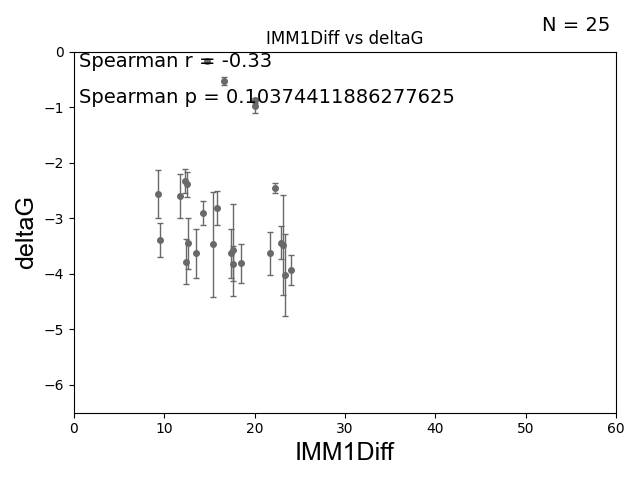 N = 25
IMM1Diff vs deltaG
Spearman r = -0.33
Spearman p = 0.10374411886277625
0
−1
−2
−3
−4
−5
−6
deltaG
0 10 20 30 40 50 60
IMM1Diff